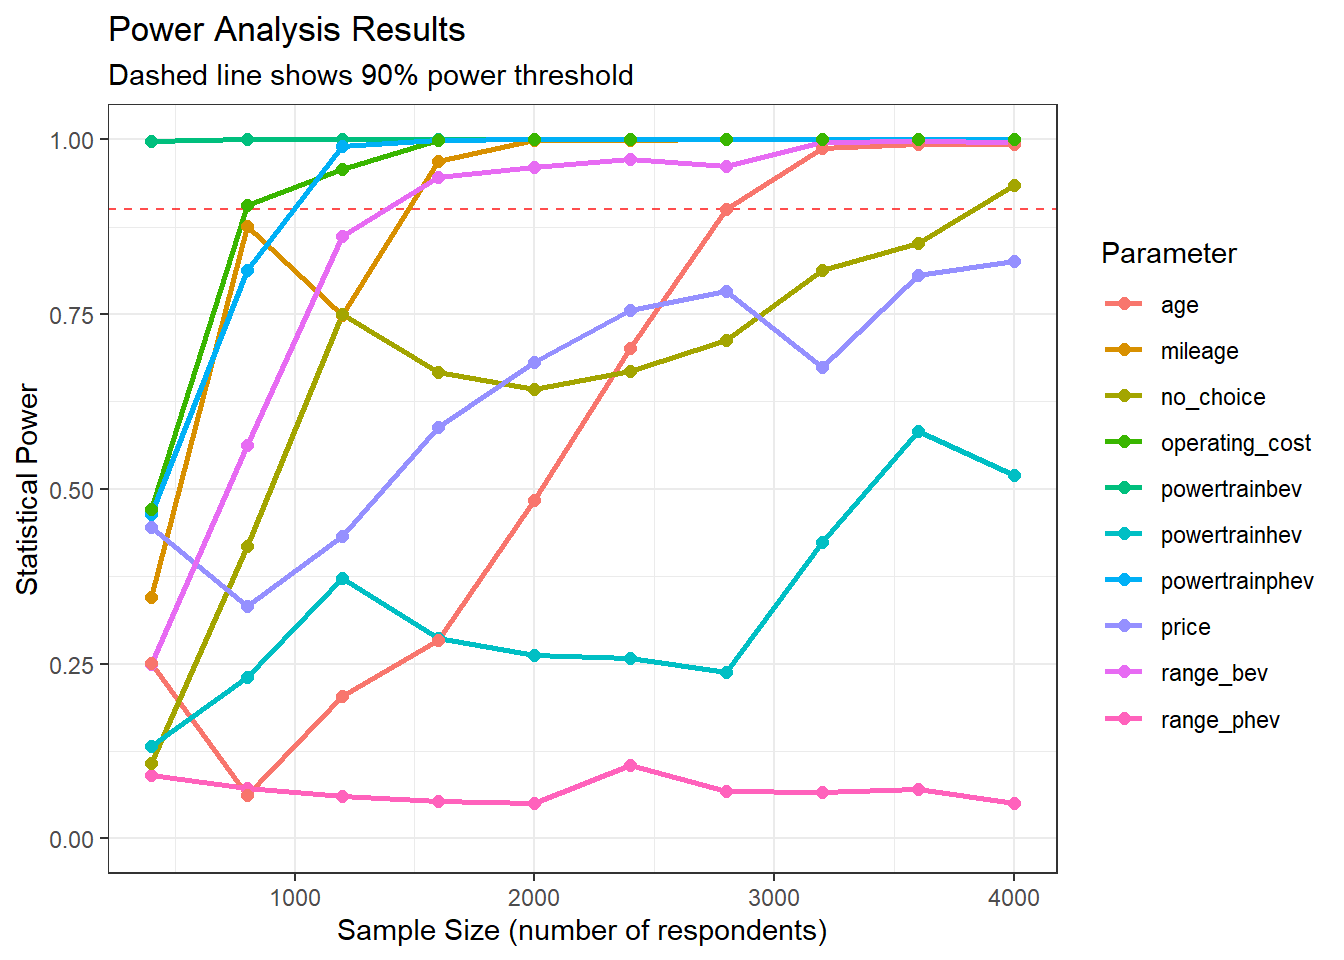 Power Analysis Results
Dashed line shows 90% power threshold
Statistical Power
1.00
0.75
0.50
0.25
0.00
1000
2000
3000
4000
Sample Size (number of respondents)
Parameter
age
mileage
no_choice
operating_cost
powertrainbev
powertrainhev
powertrainphev
price
range_bev
range_phev